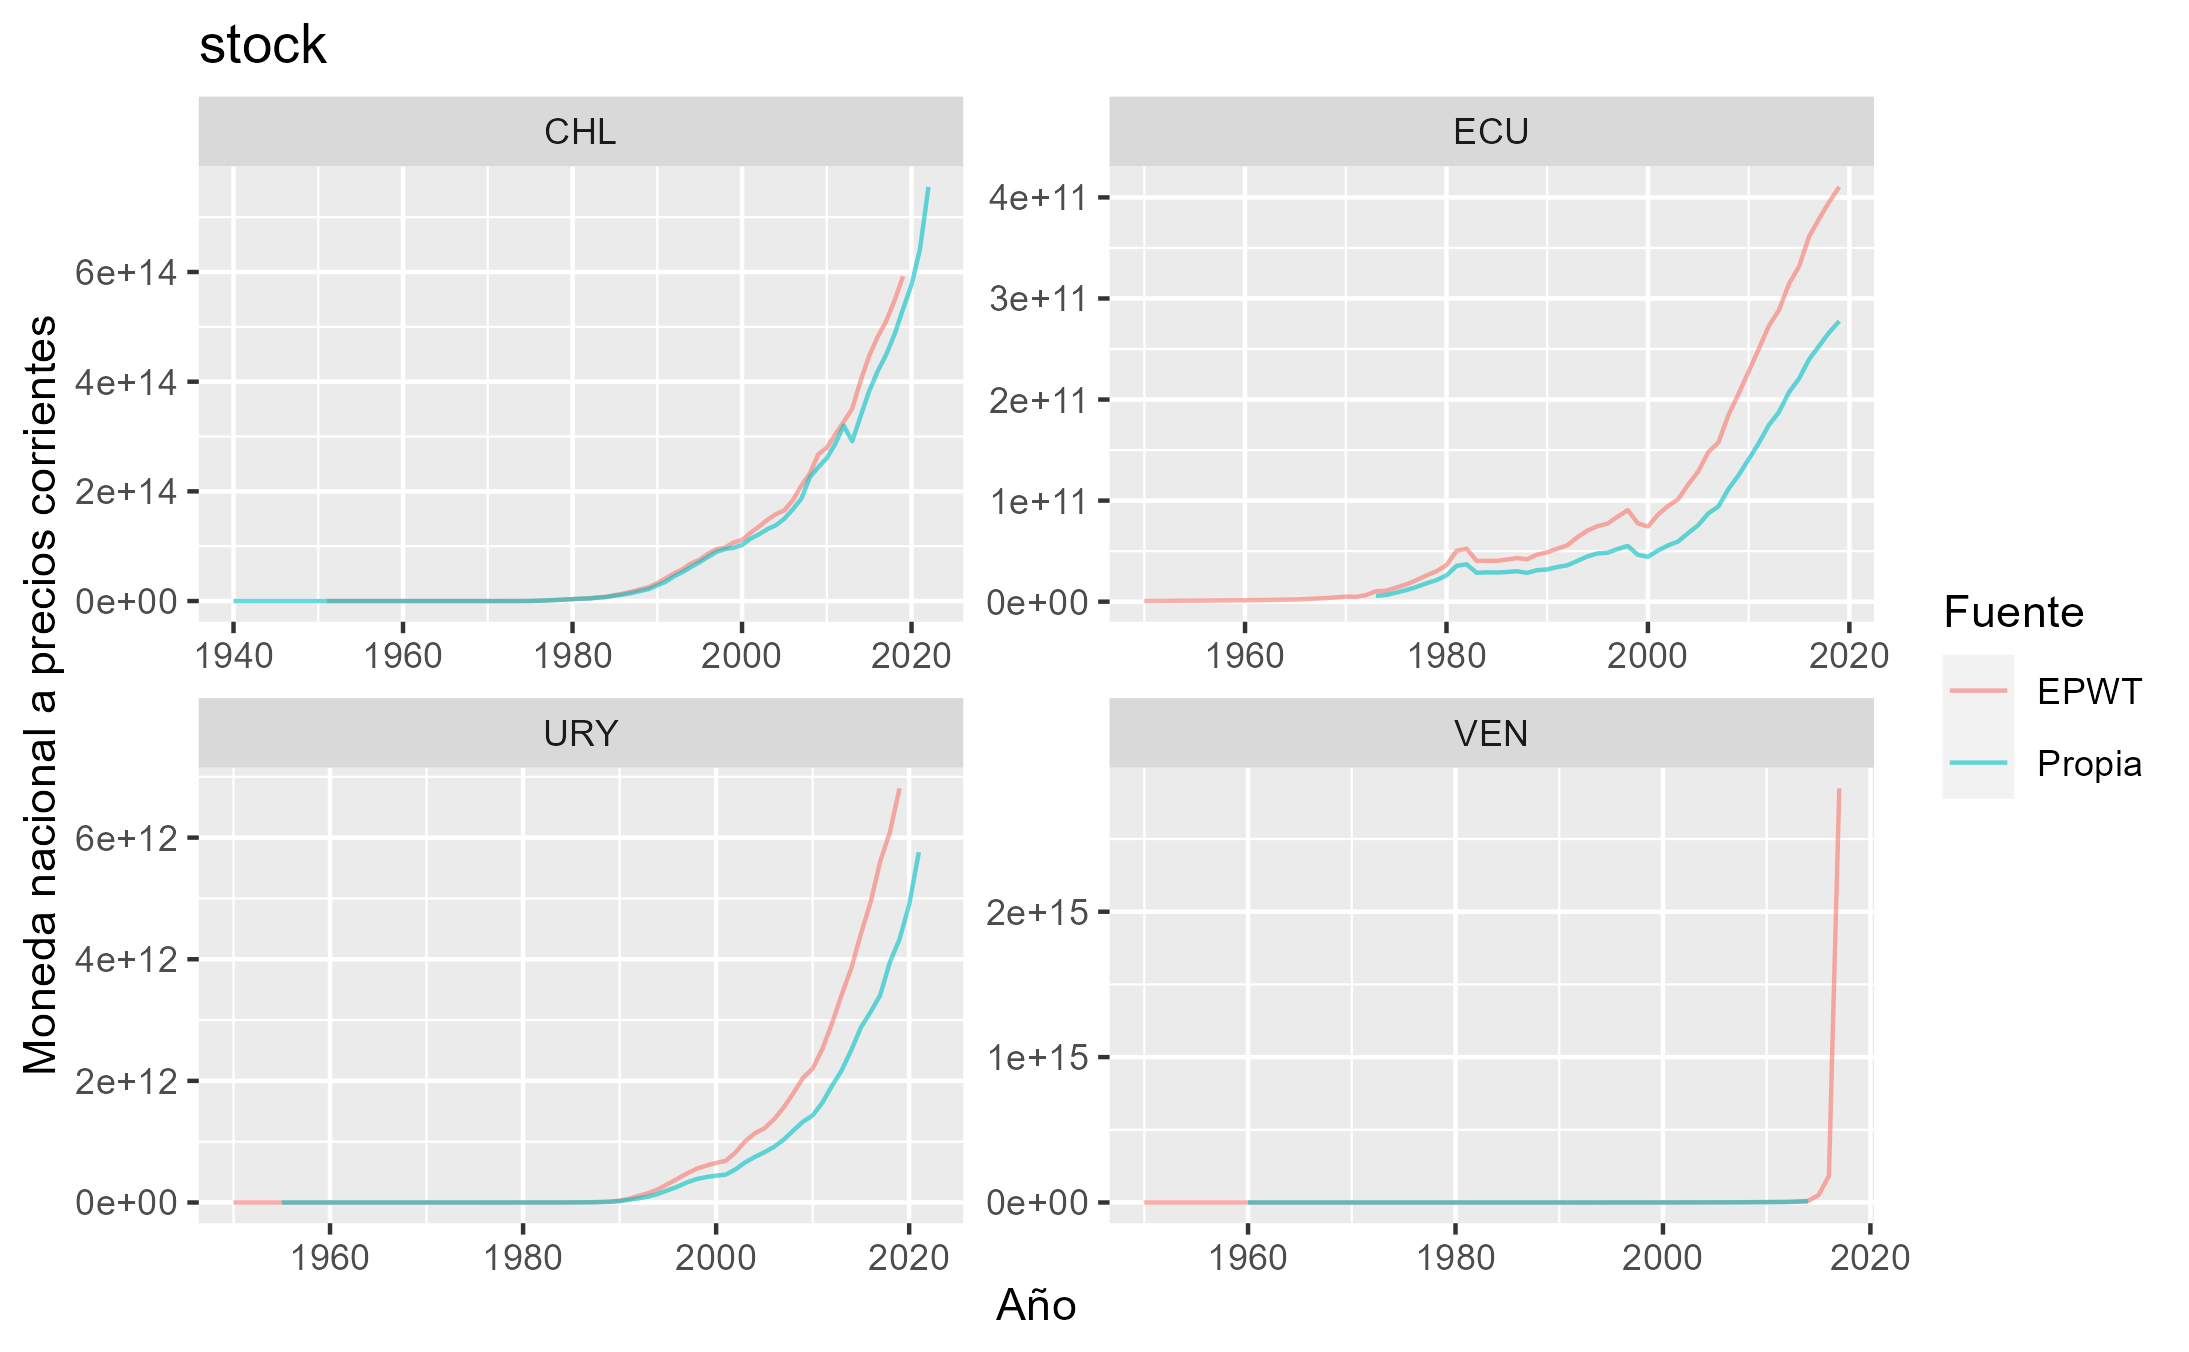 stock
CHL
ECU
6e+14
4e+14
2e+14
0e+00
4e+11
3e+11
2e+11
1e+11
0e+00
1940 1960 1980 2000 2020
1960 1980 2000 2020
URY
VEN
6e+12
4e+12
2e+12
0e+00
2e+15
1e+15
0e+00
1960 1980 2000 2020
1960 1980 2000 2020
Moneda nacional a precios corrientes
Año
Fuente
EPWT
Propia